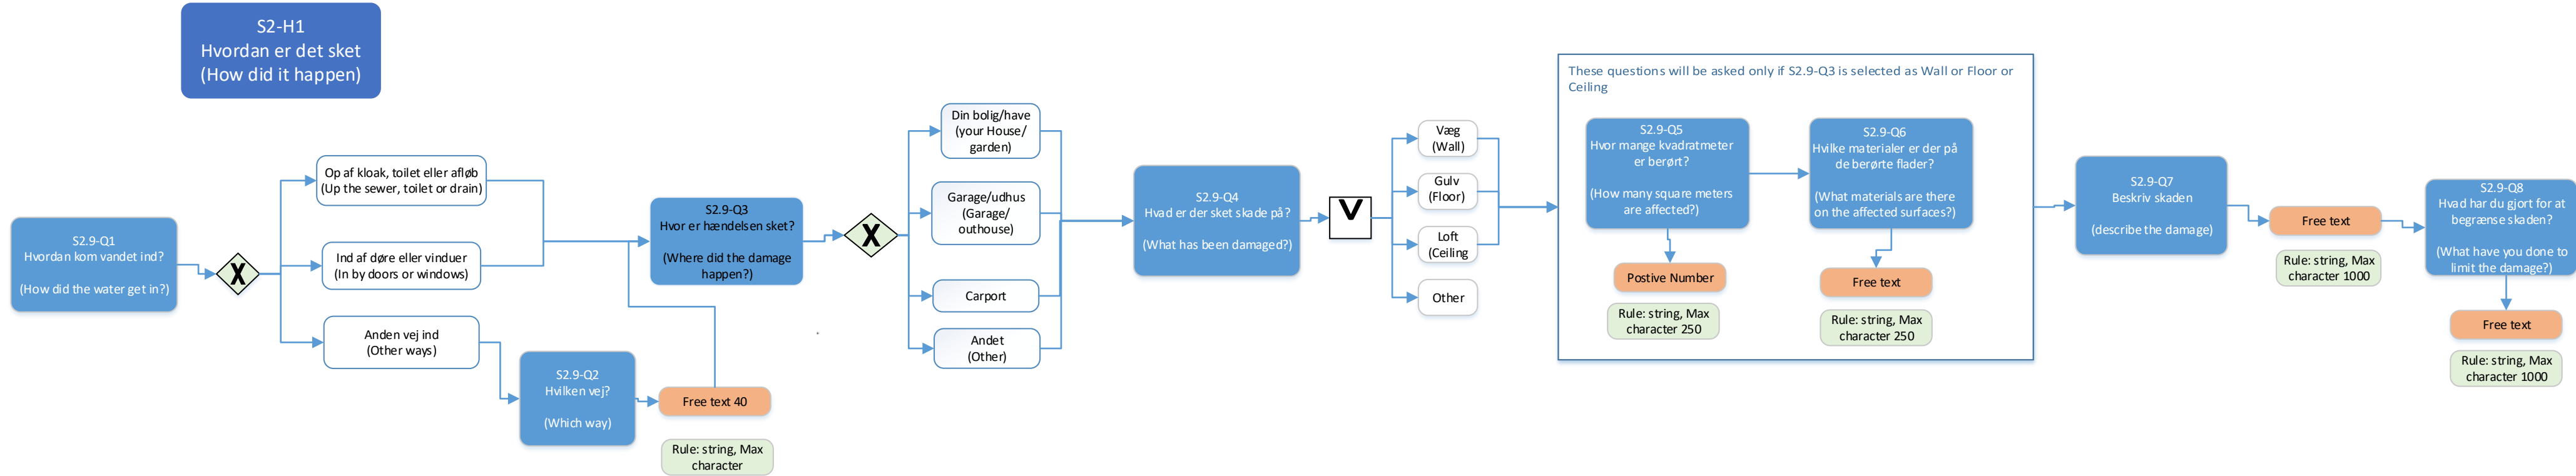 S2-H1
Hvordan er det sket
(How did it happen)
S2.9-Q1
Hvordan kom vandet ind?
(How did the water get in?)
X
Op af kloak, toilet eller afløb
(Up the sewer, toilet or drain)
Ind af døre eller vinduer
(In by doors or windows)
Anden vej ind
(Other ways)
S2.9-Q2
Hvilken vej?
(Which way)
Free text 40
Rule: string, Max
character
S2.9-Q3
Hvor er hændelsen sket?
(Where did the damage
happen?)
X
Din bolig/have
(your House/
garden)
Garage/udhus
(Garage/
outhouse)
Carport
Andet
(Other)
S2.9-Q4
Hvad er der sket skade på?
(What has been damaged?)
V
Væg
(Wall)
Gulv
(Floor)
Loft
(Ceiling
Other
These questions will be asked only if S2.9-Q3 is selected as Wall or Floor or
Ceiling
S2.9-Q5
Hvor mange kvadratmeter
er berørt?
(How many square meters
are affected?)
Postive Number
Rule: string, Max
character 250
S2.9-Q6
Hvilke materialer er der på
de berørte flader?
(What materials are there
on the affected surfaces?)
Free text
Rule: string, Max
character 250
S2.9-Q7
Beskriv skaden
(describe the damage)
Free text
Rule: string, Max
character 1000
S2.9-Q8
Hvad har du gjort for at
begrænse skaden?
(What have you done to
limit the damage?)
Free text
Rule: string, Max
character 1000